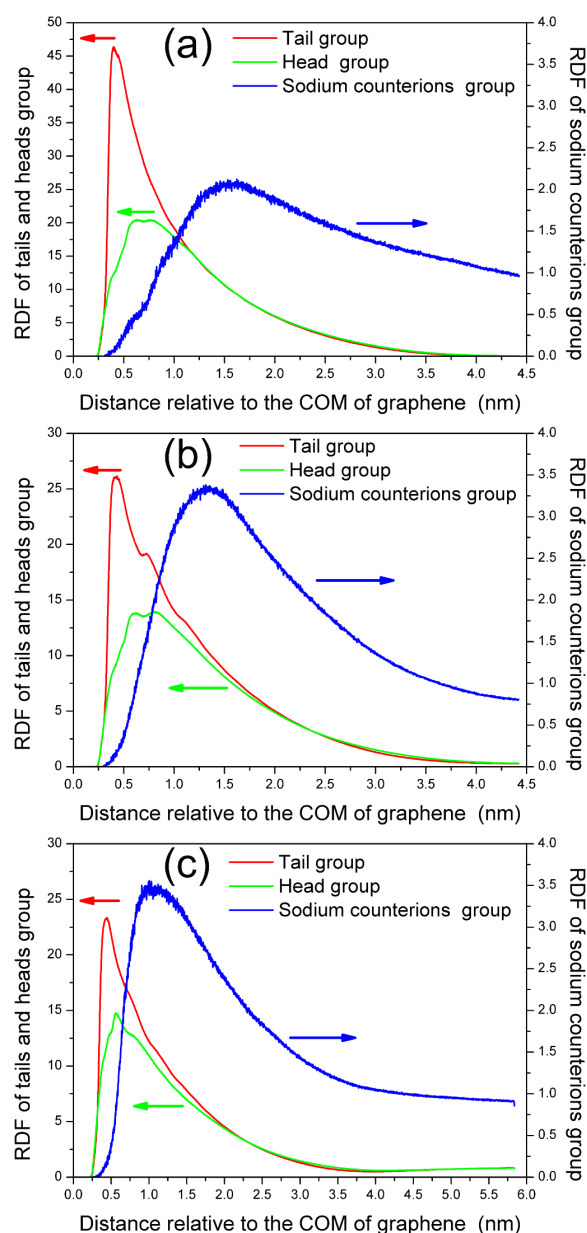 (a)
Tail group
Head group
Sodium counterions group
RDF of tails and heads group
50
45
40
35
30
25
20
15
10
5
0
RDF of sodium counterions group
4.0
3.5
3.0
2.5
2.0
1.5
1.0
0.5
0.0
0.0 0.5 1.0 1.5 2.0 2.5 3.0 3.5 4.0 4.5
Distance relative to the COM of graphene (nm)
(b)
Tail group
Head group
Sodium counterions group
RDF of tails and heads group
30
25
20
15
10
5
0
RDF of sodium counterions group
4.0
3.5
3.0
2.5
2.0
1.5
1.0
0.5
0.0
0.0 0.5 1.0 1.5 2.0 2.5 3.0 3.5 4.0 4.5
Distance relative to the COM of graphene (nm)
(c)
Tail group
Head group
Sodium counterions group
RDF of tails and heads group
30
25
20
15
10
5
0
RDF of sodium counterions group
4.0
3.5
3.0
2.5
2.0
1.5
1.0
0.5
0.0
0.0 0.5 1.0 1.5 2.0 2.5 3.0 3.5 4.0 4.5 5.0 5.5 6.0
Distance relative to the COM of graphene (nm)